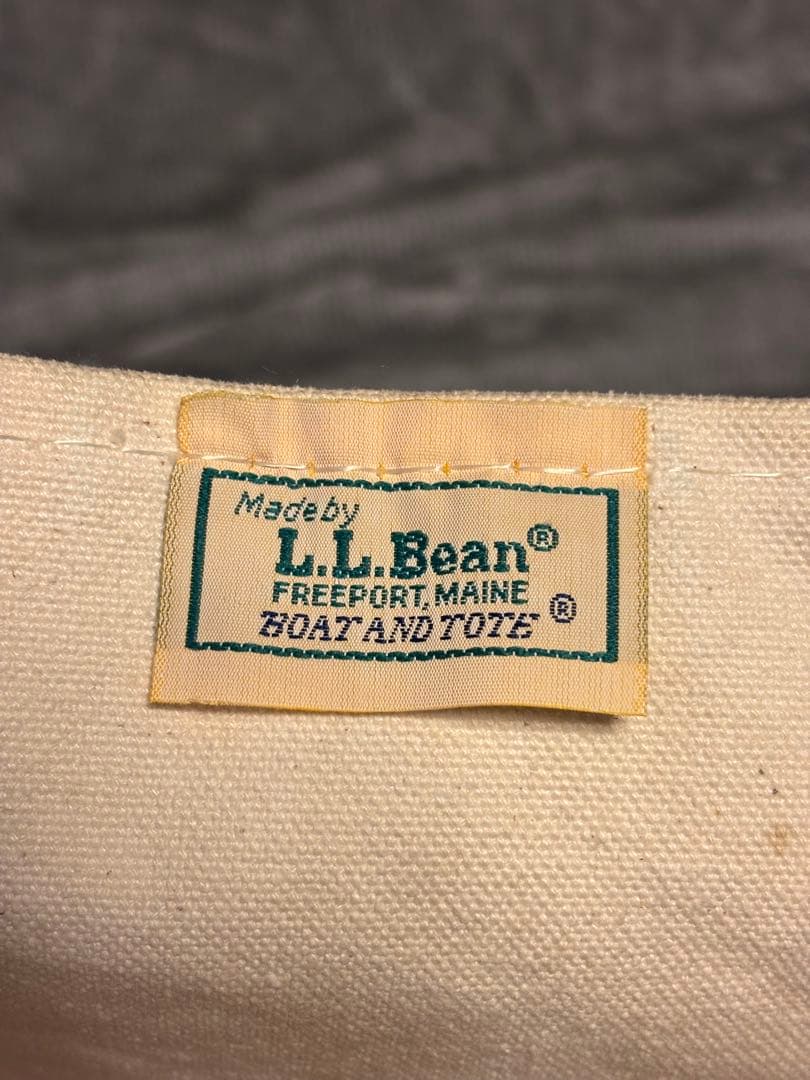 Made by
L.L.Bean®
FREEPORT, MAINE
BOAT AND TOTE ®